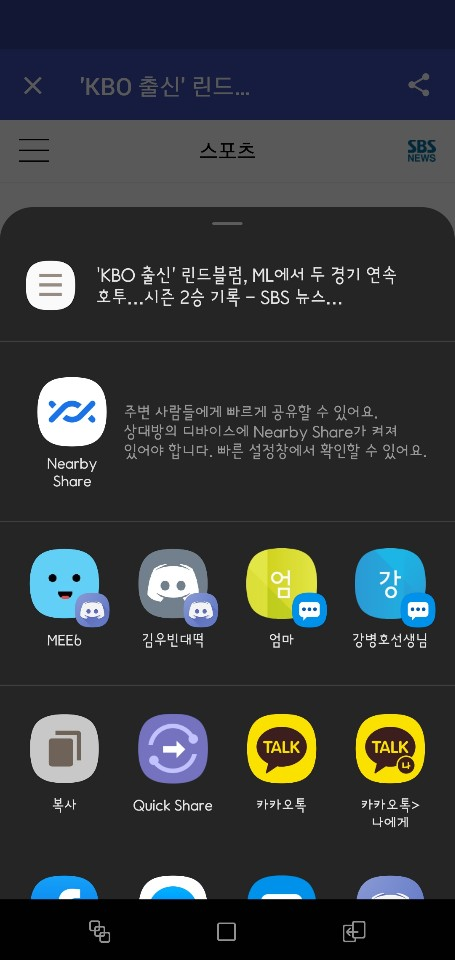 'KBO 출신' 린드...
스포츠
SBS
NEWS
'KBO 출신' 린드블럼, ML에서 두 경기 연속
호투...시즌 2승 기록 - SBS 뉴스...
Nearby
Share
주변 사람들에게 빠르게 공유할 수 있어요.
상대방의 디바이스에 Nearby Share가 켜져
있어야 합니다. 빠른 설정창에서 확인할 수 있어요.
엄
강
MEE6
김우빈대떡
엄마
강병호선생님
TALK
TALK
나
복사
Quick Share
카카오톡
카카오톡>
나에게